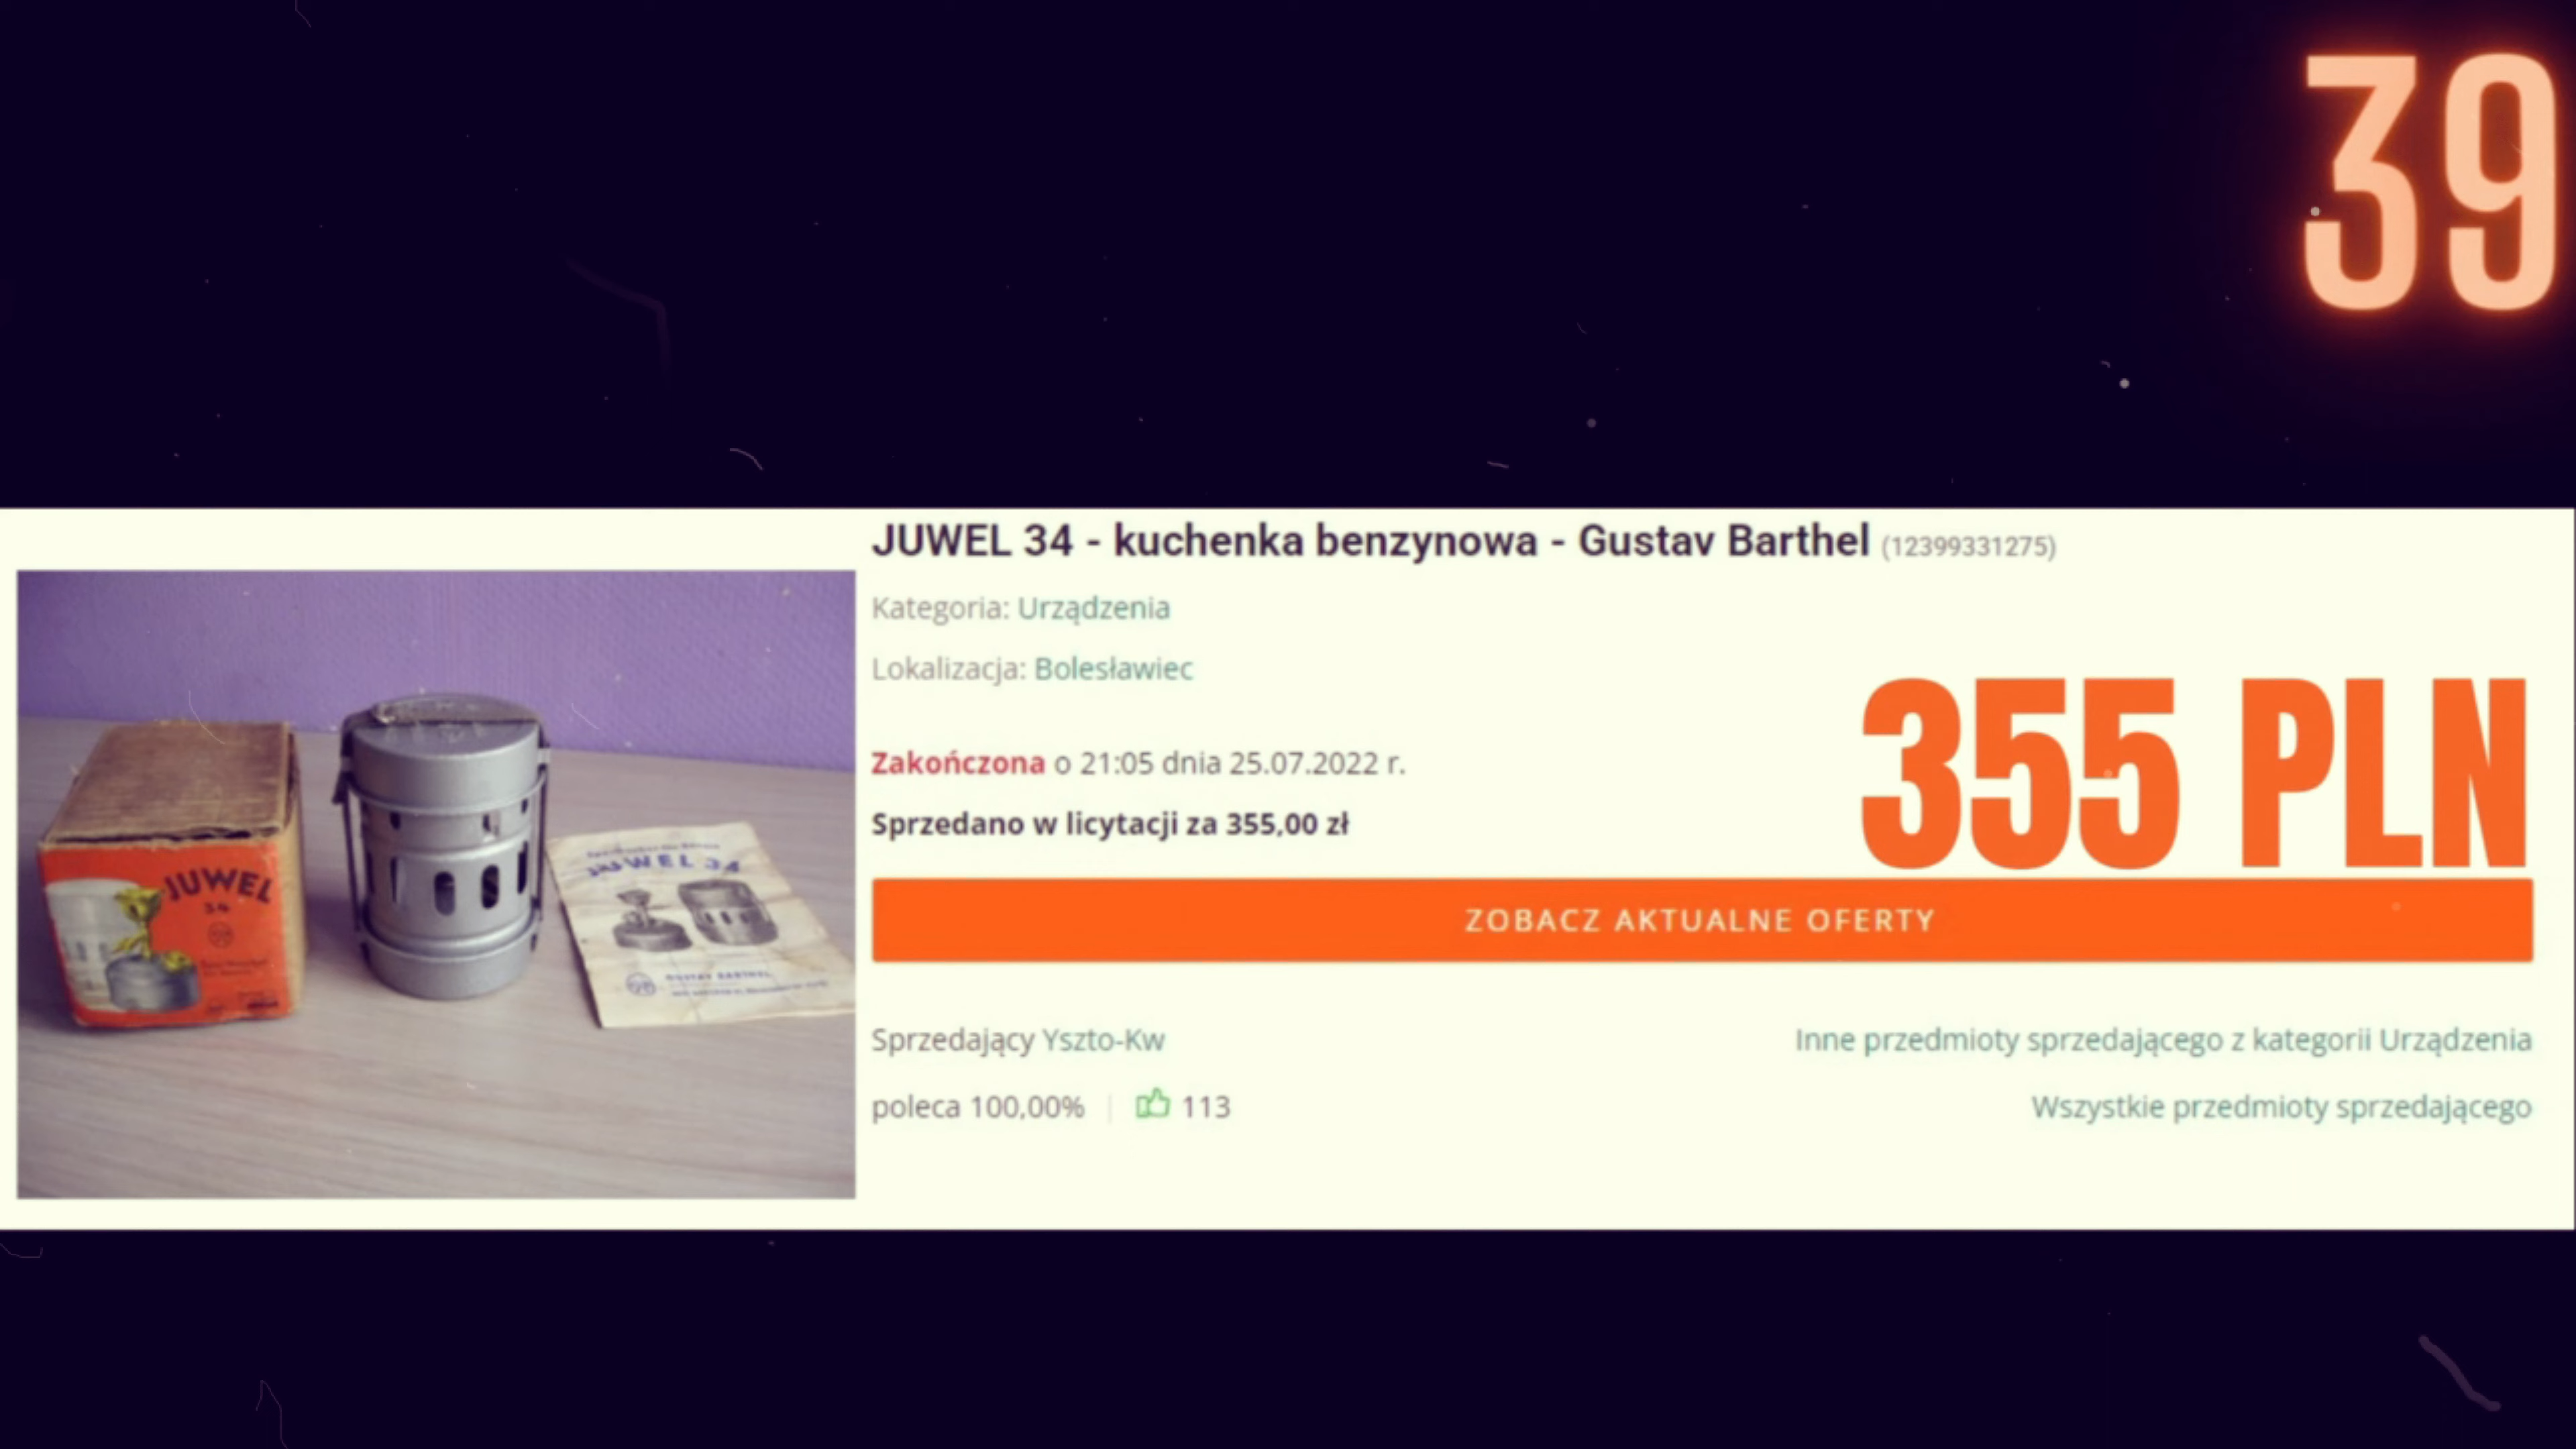 39
JUWEL 34 - kuchenka benzynowa - Gustav Barthel (12399331275)
Kategoria: Urządzenia
Lokalizacja: Bolesławiec
355 PLN
Zakończona o 21:05 dnia 25.07.2022 r.
Sprzedano w licytacji za 355,00 zł
ZOBACZ AKTUALNE OFERTY
Sprzedający Yszto-Kw
Inne przedmioty sprzedającego z kategorii Urządzenia
poleca 100,00% 113
Wszystkie przedmioty sprzedającego
JUWEL
34
JUWEL 34
GUSTAV BARTHEL